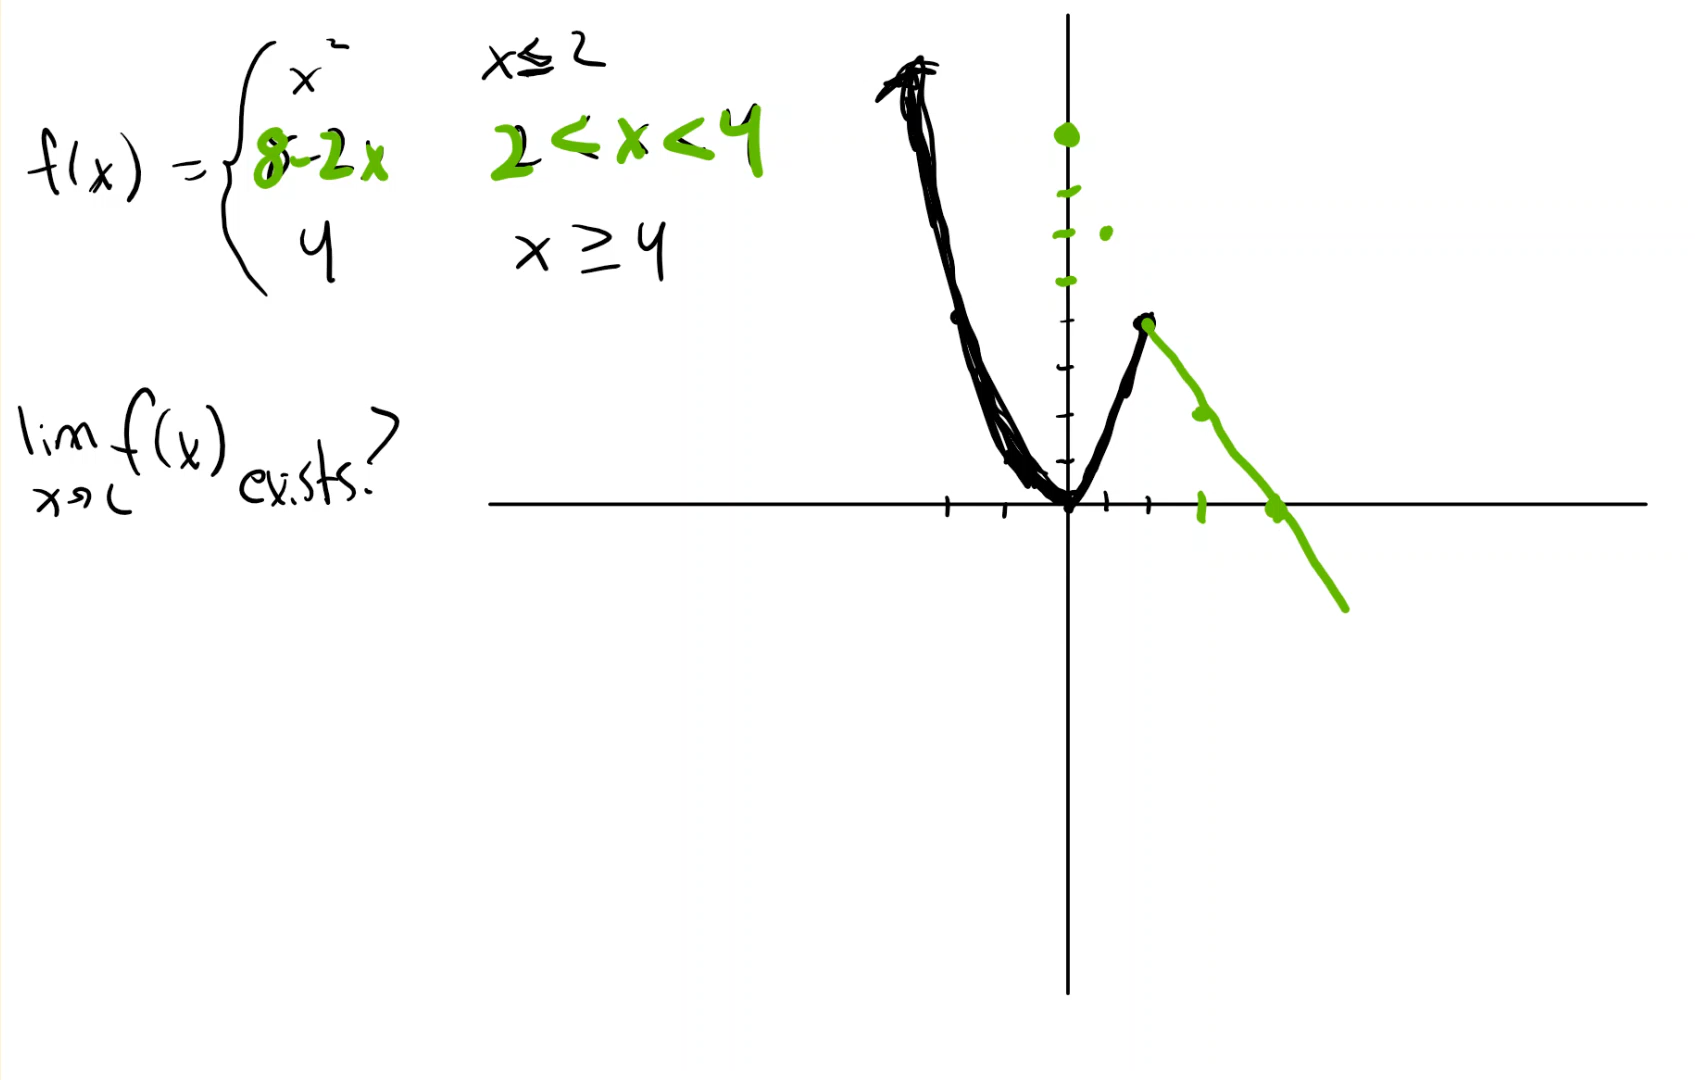 f(x) = { x² x ≤ 2
8-2x 2 < x < 4
4 x ≥ 4
lim f(x) exists?
x→c